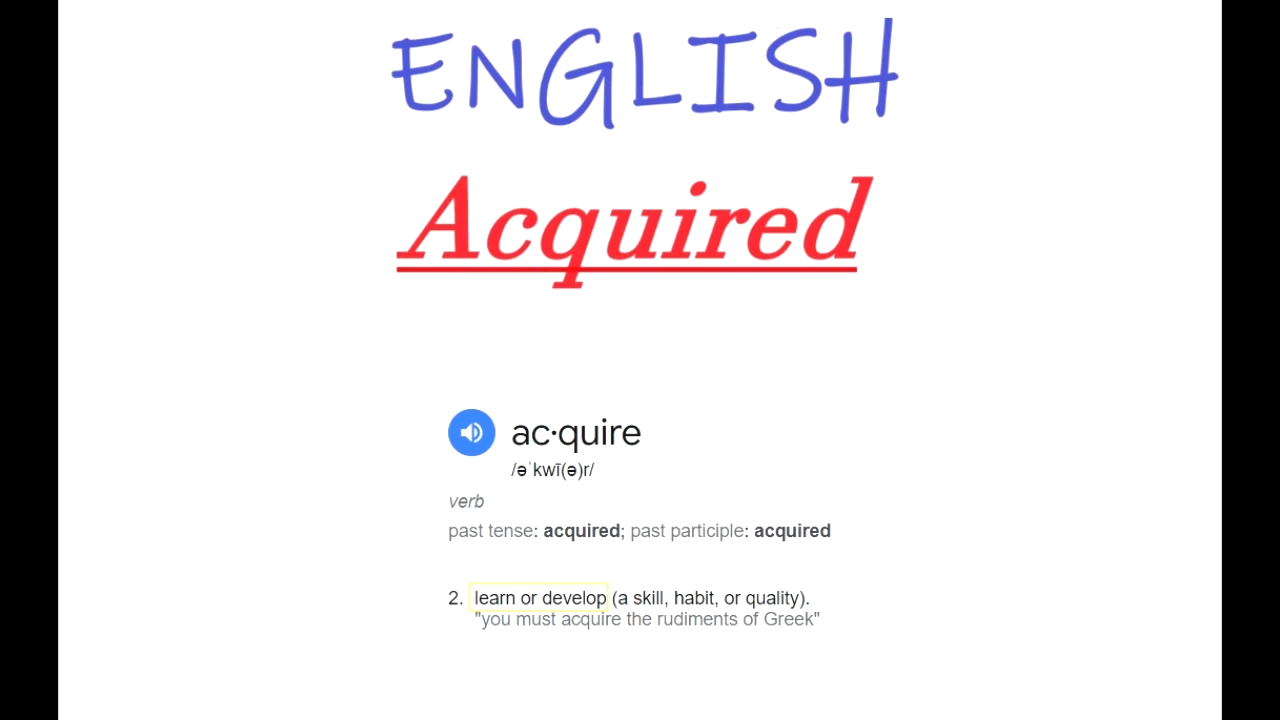 ENGLISH
Acquired
ac·quire
/əˈkwī(ə)r/
verb
past tense: acquired; past participle: acquired
2. learn or develop (a skill, habit, or quality).
"you must acquire the rudiments of Greek"